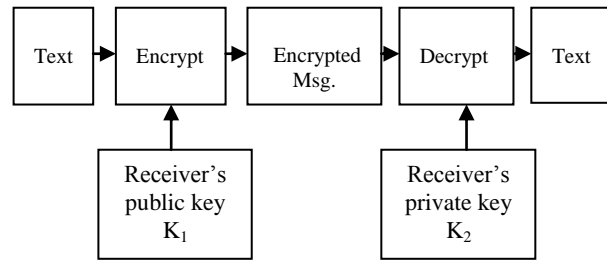 Text
Encrypt
Encrypted
Msg.
Decrypt
Text
Receiver’s
public key
K₁
Receiver’s
private key
K₂